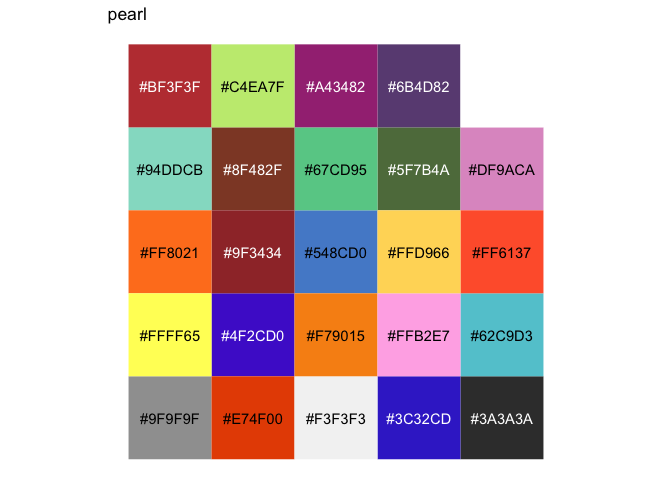 pearl
#BF3F3F #C4EA7F #A43482 #6B4D82
#94DDCB #8F482F #67CD95 #5F7B4A #DF9ACA
#FF8021 #9F3434 #548CD0 #FFD966 #FF6137
#FFFF65 #4F2CD0 #F79015 #FFB2E7 #62C9D3
#9F9F9F #E74F00 #F3F3F3 #3C32CD #3A3A3A